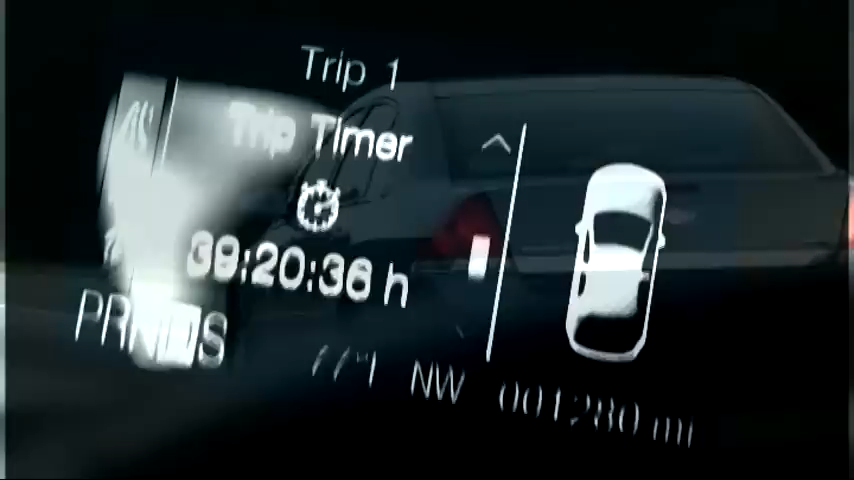 Trip 1
Trip Timer
39:20:36 h
PRNDS
NW 001280 mi